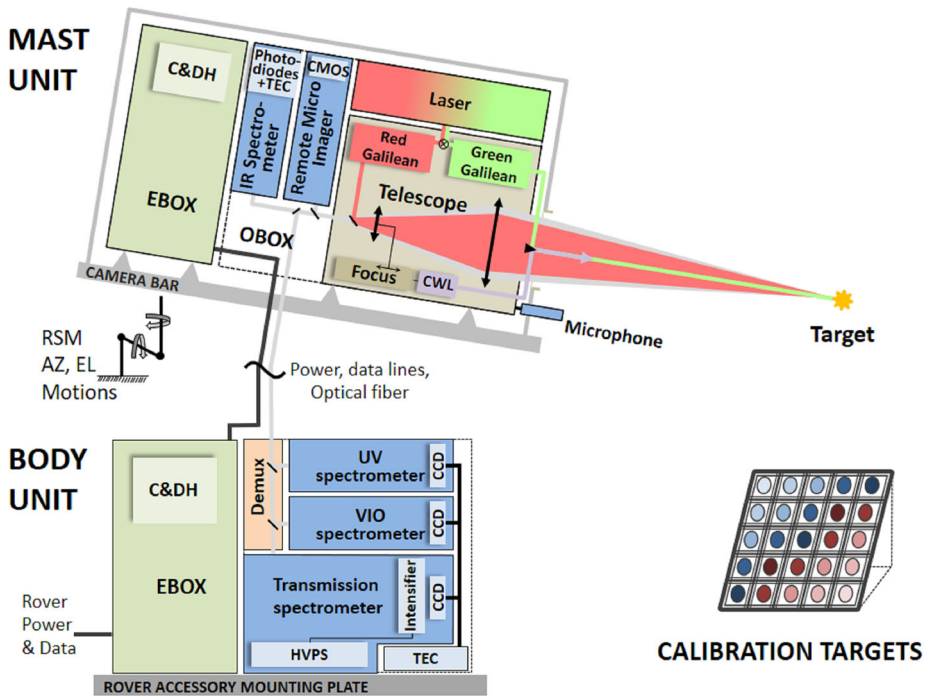 MAST
UNIT
C&DH
EBOX
Photo-
diodes
+TEC
IR Spectro-
meter
CMOS
Remote Micro
Imager
Laser
Red
Galilean
Green
Galilean
Telescope
OBOX
Focus
CWL
CAMERA BAR
Microphone
Target
RSM
AZ, EL
Motions
Power, data lines,
Optical fiber
BODY
UNIT
C&DH
EBOX
Demux
UV
spectrometer
CCD
VIO
spectrometer
CCD
Transmission
spectrometer
Intensifier
CCD
HVPS
TEC
Rover
Power
& Data
ROVER ACCESSORY MOUNTING PLATE
CALIBRATION TARGETS